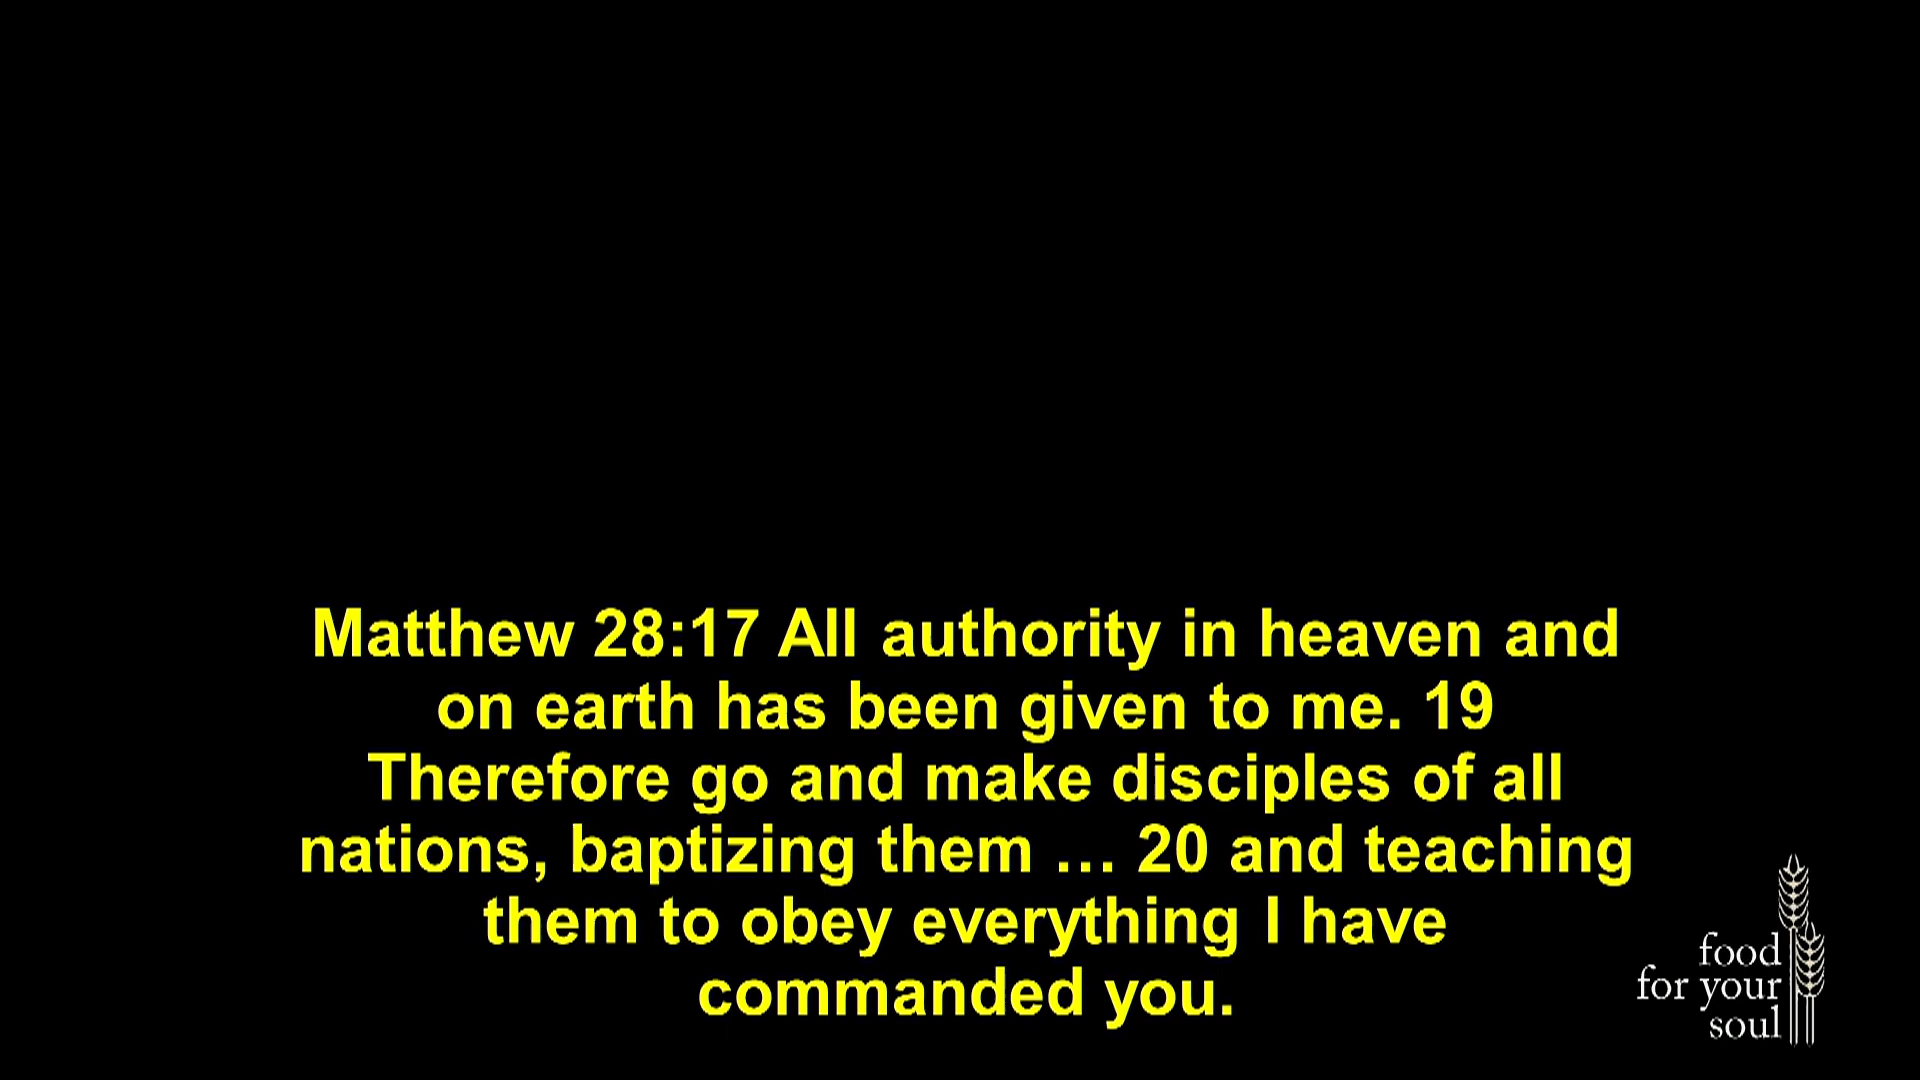 Matthew 28:17 All authority in heaven and
on earth has been given to me. 19
Therefore go and make disciples of all
nations, baptizing them … 20 and teaching
them to obey everything I have
commanded you.
food
for your
soul